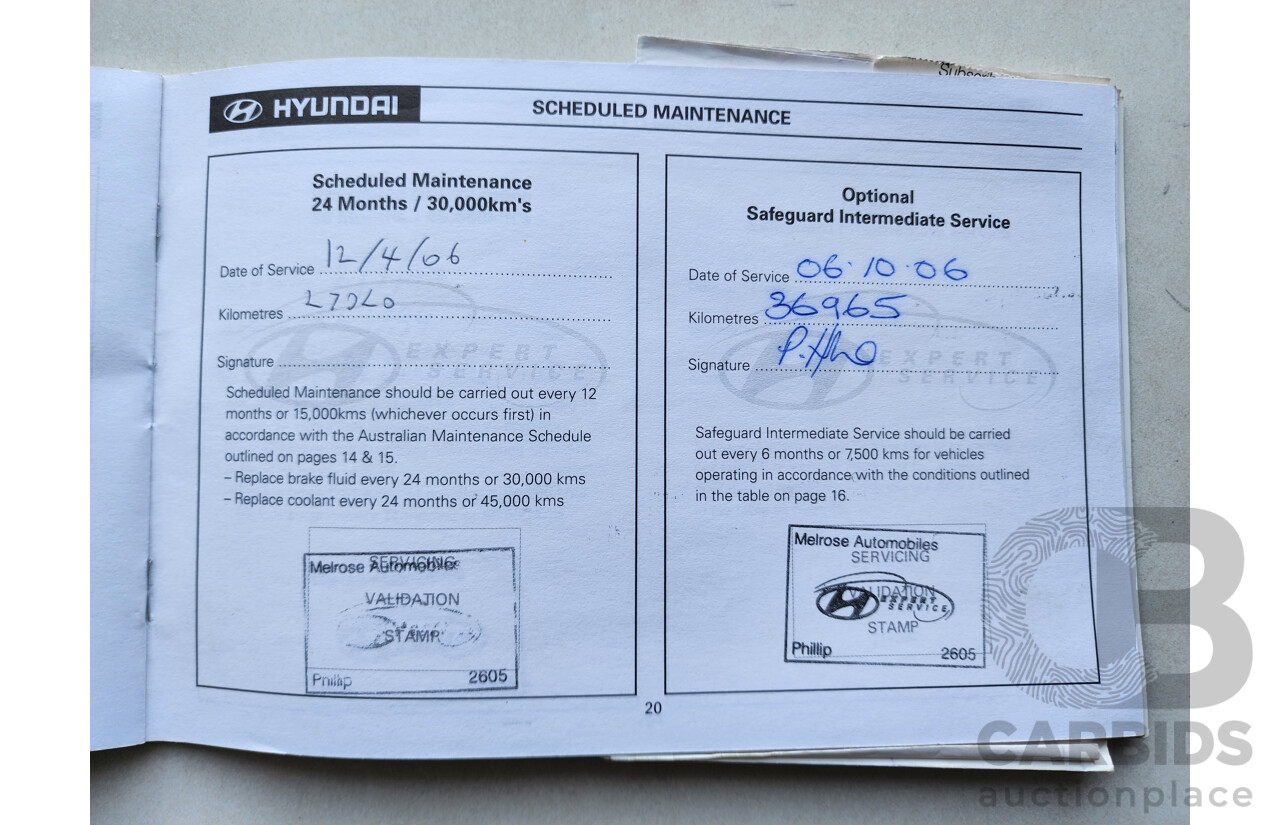 Subscrib
HYUNDAI
SCHEDULED MAINTENANCE
Scheduled Maintenance
24 Months / 30,000km's
Date of Service 12/4/06
Kilometres
Signature
EXPERT
SERVICE
Scheduled Maintenance should be carried out every 12
months or 15,000kms (whichever occurs first) in
accordance with the Australian Maintenance Schedule
outlined on pages 14 & 15.
– Replace brake fluid every 24 months or 30,000 kms
– Replace coolant every 24 months or 45,000 kms
Melrose Automobiles
SERVICING
VALIDATION
STAMP
Phillip 2605
Optional
Safeguard Intermediate Service
Date of Service 06·10·06
Kilometres 36965
Signature
EXPERT
SERVICE
Safeguard Intermediate Service should be carried
out every 6 months or 7,500 kms for vehicles
operating in accordance with the conditions outlined
in the table on page 16.
Melrose Automobiles
SERVICING
VALIDATION
EXPERT
SERVICE
STAMP
Phillip 2605
20
CARBIDS
auctionplace